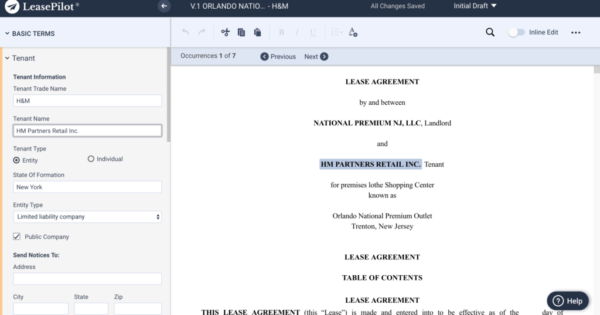 LeasePilot®
V.1 ORLANDO NATIO... - H&M
All Changes Saved
Initial Draft
BASIC TERMS
Inline Edit
Tenant
Occurrences 1 of 7
Previous
Next
Tenant Information
Tenant Trade Name
H&M
Tenant Name
HM Partners Retail Inc.
Tenant Type
Entity
Individual
State Of Formation
New York
Entity Type
Limited liability company
Public Company
Send Notices To:
Address
City
State
Zip
LEASE AGREEMENT
by and between
NATIONAL PREMIUM NJ, LLC, Landlord
and
HM PARTNERS RETAIL INC., Tenant
for premises lothe Shopping Center
known as
Orlando National Premium Outlet
Trenton, New Jersey
LEASE AGREEMENT
TABLE OF CONTENTS
LEASE AGREEMENT
THIS LEASE AGREEMENT (this “Lease”) is made and entered into to be effective as of the ____ day of
Help